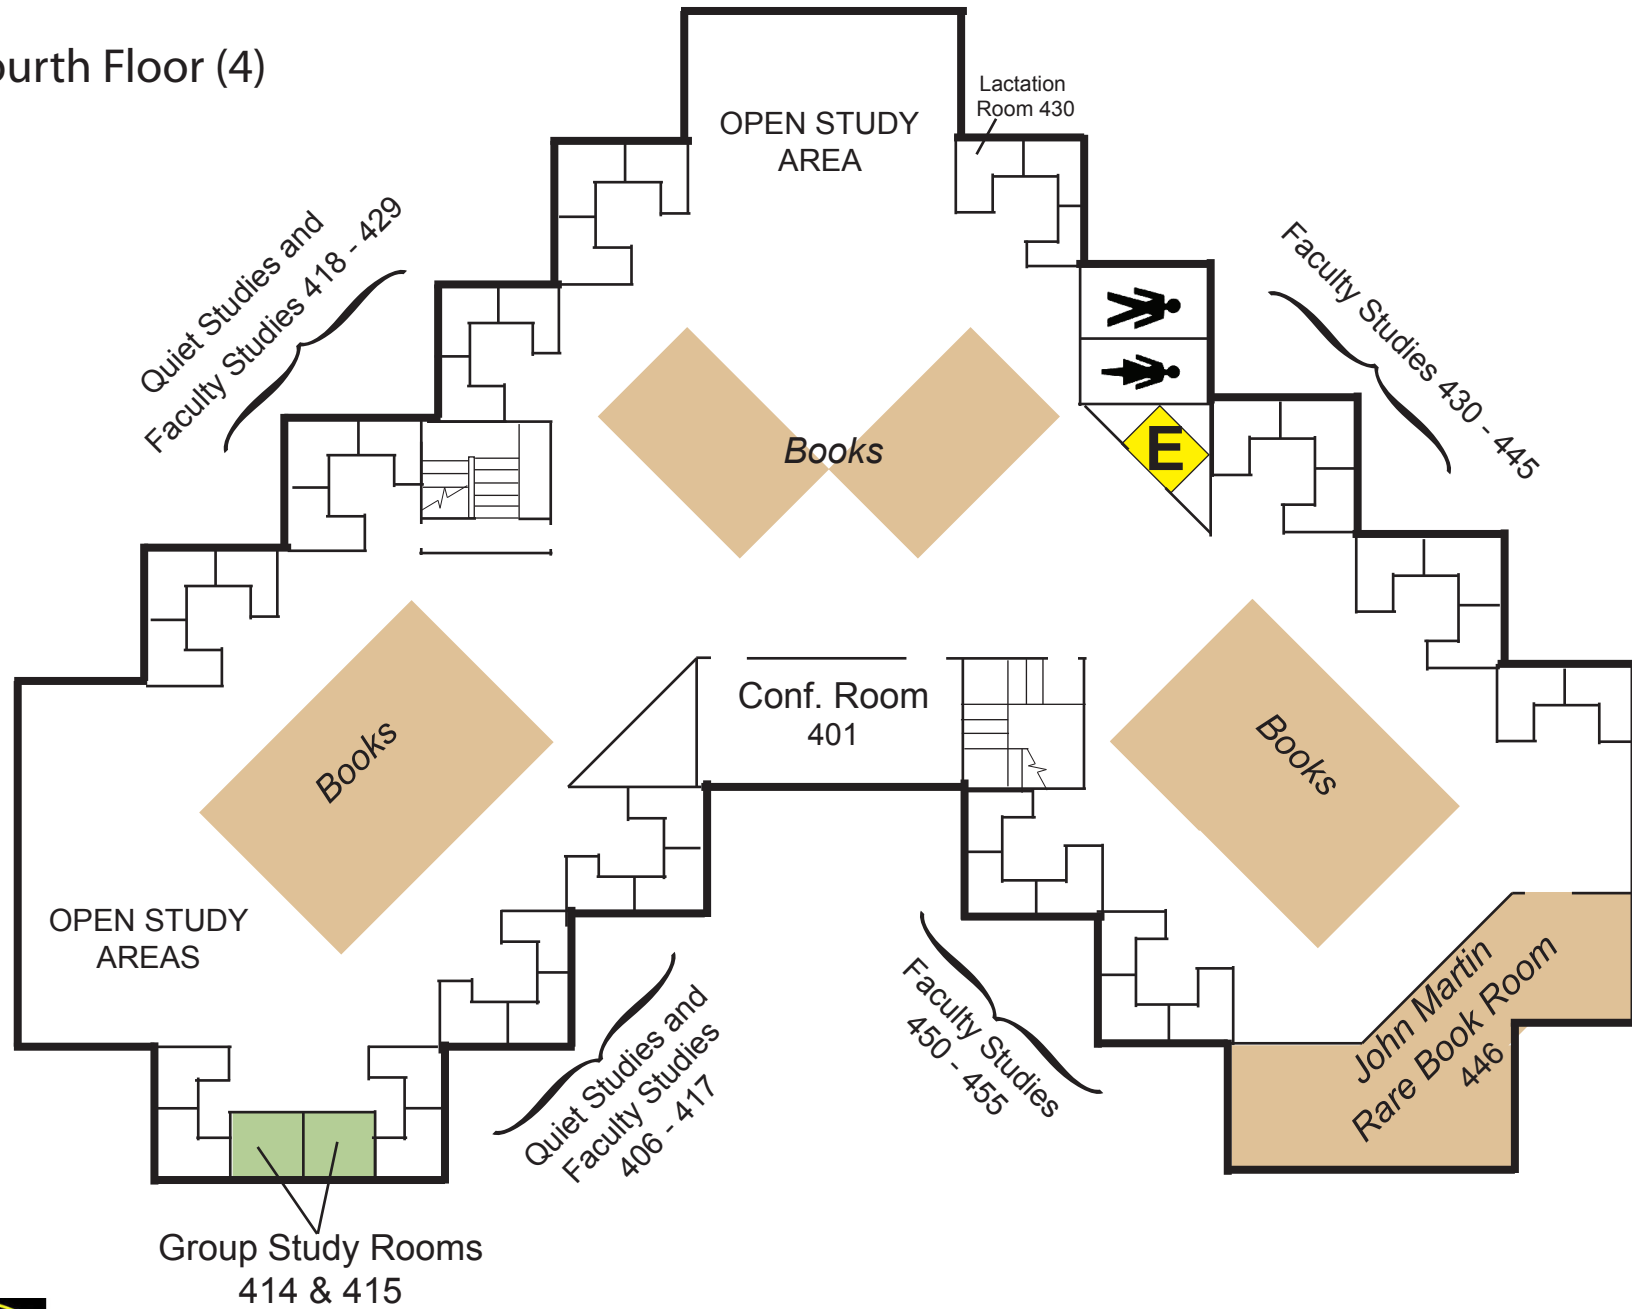 ourth Floor (4)
Lactation
Room 430
OPEN STUDY
AREA
Quiet Studies and
Faculty Studies 418 - 429
Faculty Studies 430 - 445
Books
E
Conf. Room
401
Books
Books
OPEN STUDY
AREAS
Quiet Studies and
Faculty Studies
406 - 417
Faculty Studies
450 - 455
John Martin
Rare Book Room
446
Group Study Rooms
414 & 415